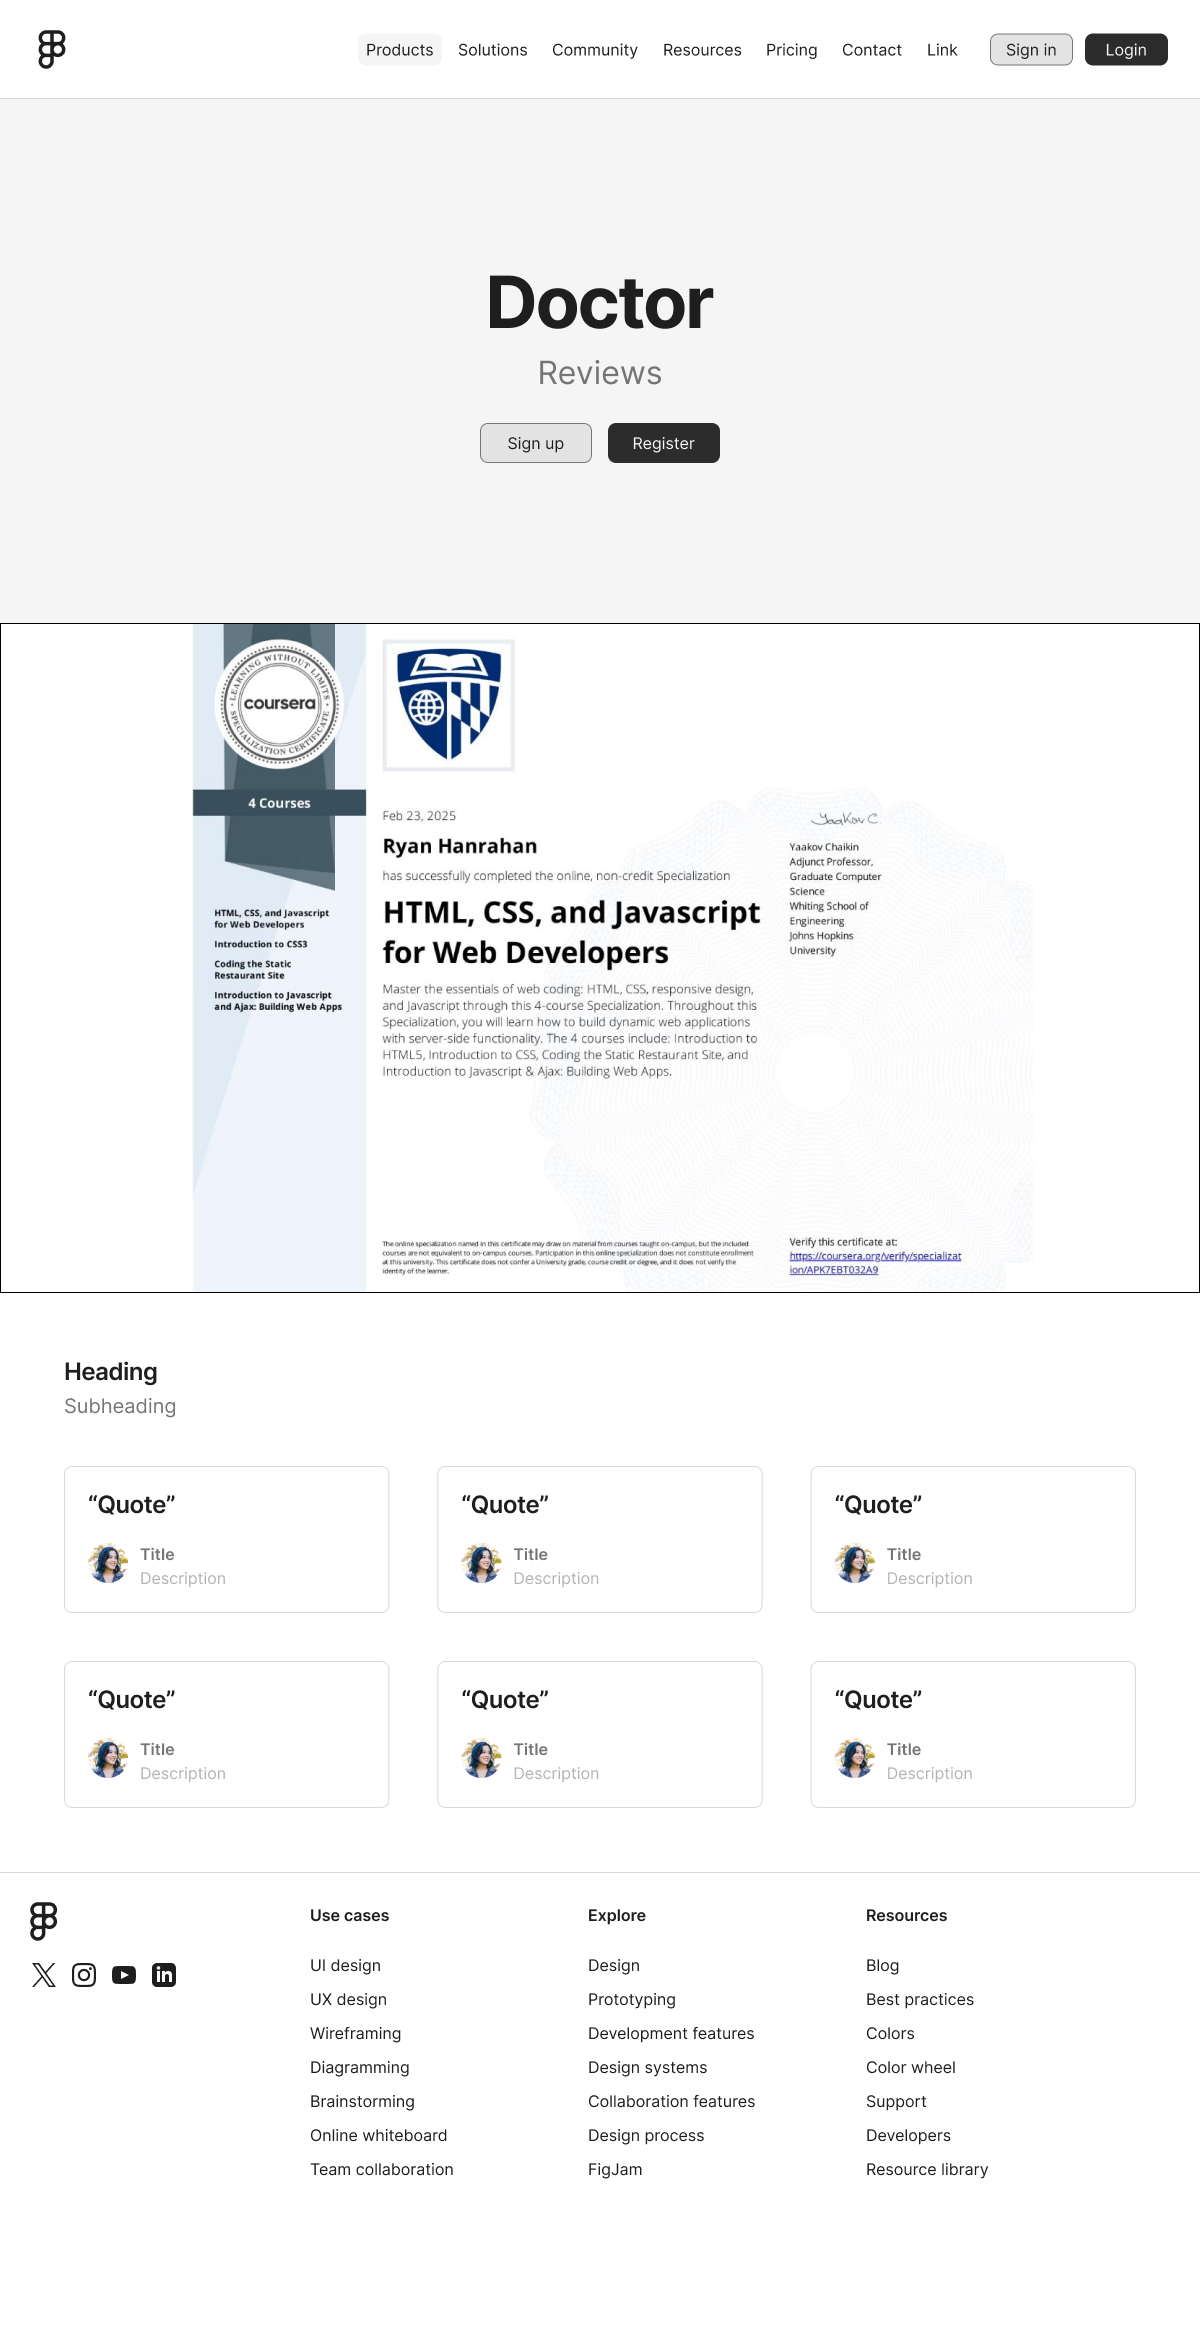 Products Solutions Community Resources Pricing Contact Link Sign in Login
Doctor
Reviews
Sign up Register
LEARNING WITHOUT LIMITS
coursera
SPECIALIZATION CERTIFICATE
4 Courses
HTML, CSS, and Javascript
for Web Developers
Introduction to CSS3
Coding the Static
Restaurant Site
Introduction to Javascript
and Ajax: Building Web Apps
Feb 23, 2025
Ryan Hanrahan
has successfully completed the online, non-credit Specialization
HTML, CSS, and Javascript
for Web Developers
Master the essentials of web coding: HTML, CSS, responsive design,
and Javascript through this 4-course Specialization. Throughout this
Specialization, you will learn how to build dynamic web applications
with server-side functionality. The 4 courses include: Introduction to
HTML5, Introduction to CSS, Coding the Static Restaurant Site, and
Introduction to Javascript & Ajax: Building Web Apps.
Yaakov C.
Yaakov Chaikin
Adjunct Professor,
Graduate Computer
Science
Whiting School of
Engineering
Johns Hopkins
University
The online specialization named in this certificate may draw on material from courses taught on-campus, but the included
courses are not equivalent to on-campus courses. Participation in this online specialization does not constitute enrollment
at this university. This certificate does not confer a University grade, course credit or degree, and it does not verify the
identity of the learner.
Verify this certificate at:
https://coursera.org/verify/specializat
ion/APK7EBT032A9
Heading
Subheading
“Quote” “Quote” “Quote”
Title Title Title
Description Description Description
“Quote” “Quote” “Quote”
Title Title Title
Description Description Description
Use cases Explore Resources
UI design Design Blog
UX design Prototyping Best practices
Wireframing Development features Colors
Diagramming Design systems Color wheel
Brainstorming Collaboration features Support
Online whiteboard Design process Developers
Team collaboration FigJam Resource library